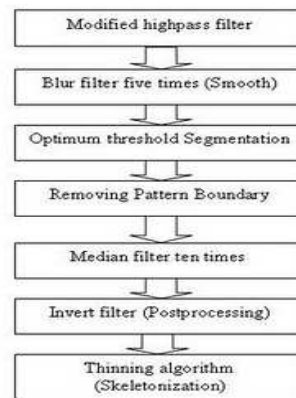 Modified highpass filter
Blur filter five times (Smooth)
Optimum threshold Segmentation
Removing Pattern Boundary
Median filter ten times
Invert filter (Postprocessing)
Thinning algorithm
(Skeletonization)